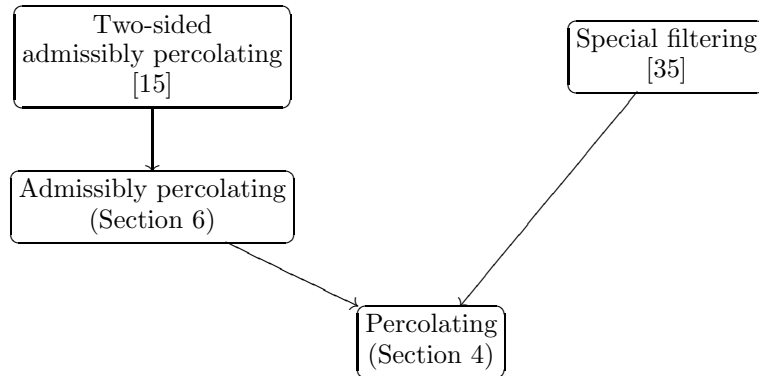 Two-sided
admissibly percolating
[15]
Special filtering
[35]
Admissibly percolating
(Section 6)
Percolating
(Section 4)